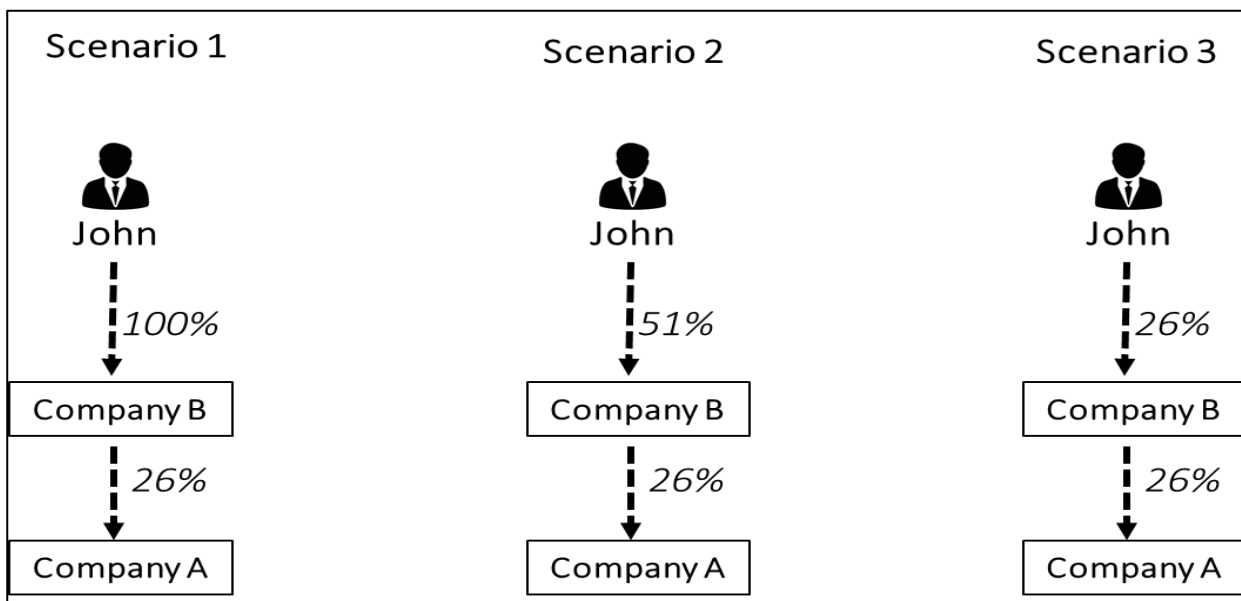 Scenario 1
John
100%
Company B
26%
Company A
Scenario 2
John
51%
Company B
26%
Company A
Scenario 3
John
26%
Company B
26%
Company A